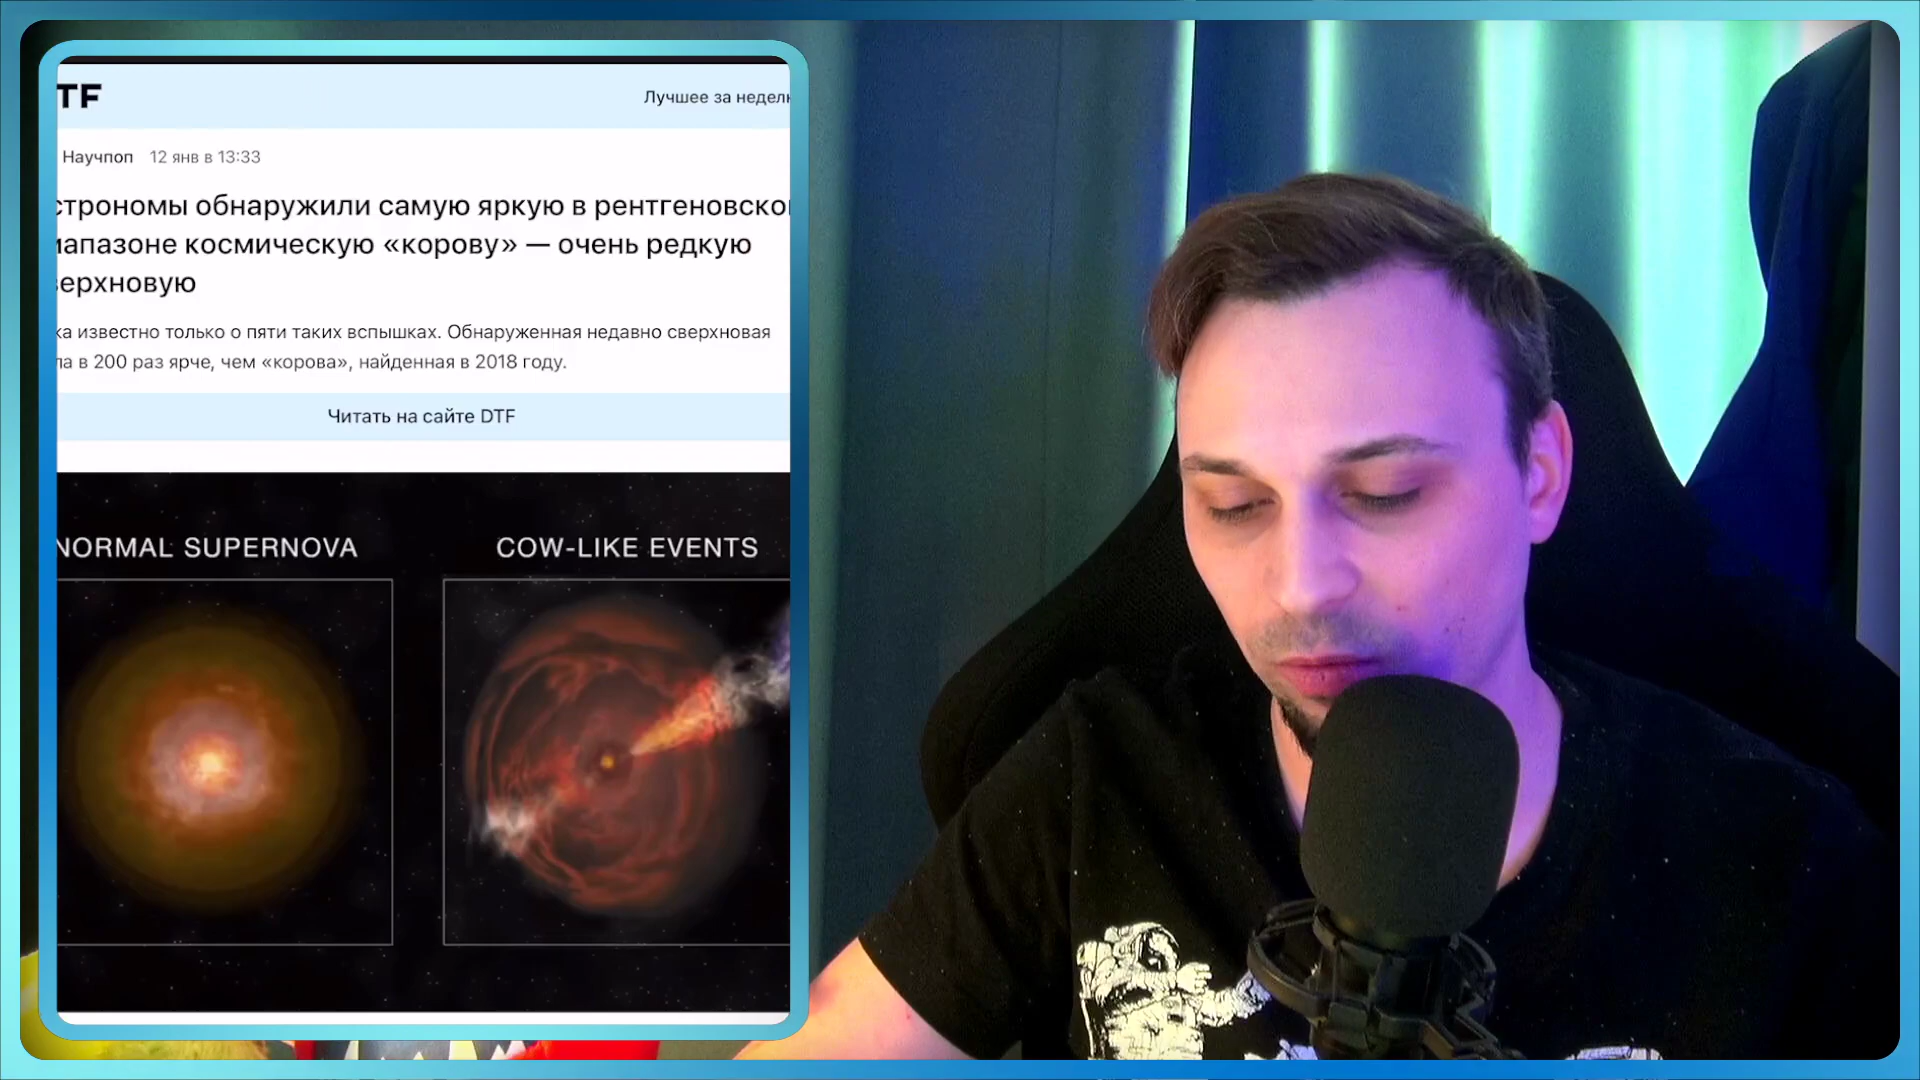 TF
Лучшее за недел
Научпоп 12 янв в 13:33
строномы обнаружили самую яркую в рентгеновско
иапазоне космическую «корову» — очень редкую
верхновую
ка известно только о пяти таких вспышках. Обнаруженная недавно сверхновая
ла в 200 раз ярче, чем «корова», найденная в 2018 году.
Читать на сайте DTF
NORMAL SUPERNOVA
COW-LIKE EVENTS